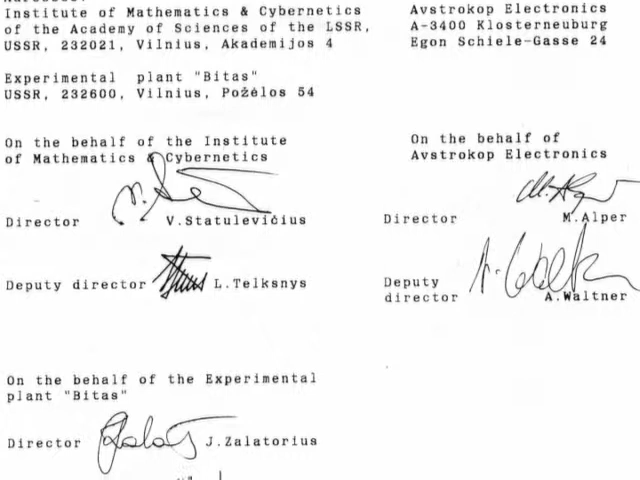 Institute of Mathematics & Cybernetics
of the Academy of Sciences of the LSSR,
USSR, 232021, Vilnius, Akademijos 4
Experimental plant "Bitas"
USSR, 232600, Vilnius, Požėlos 54
Avstrokop Electronics
A-3400 Klosterneuburg
Egon Schiele-Gasse 24
On the behalf of the Institute
of Mathematics & Cybernetics
Director V.Statulevičius
Deputy director L.Telksnys
On the behalf of
Avstrokop Electronics
Director M.Alper
Deputy
director A.Waltner
On the behalf of the Experimental
plant "Bitas"
Director J.Zalatorius